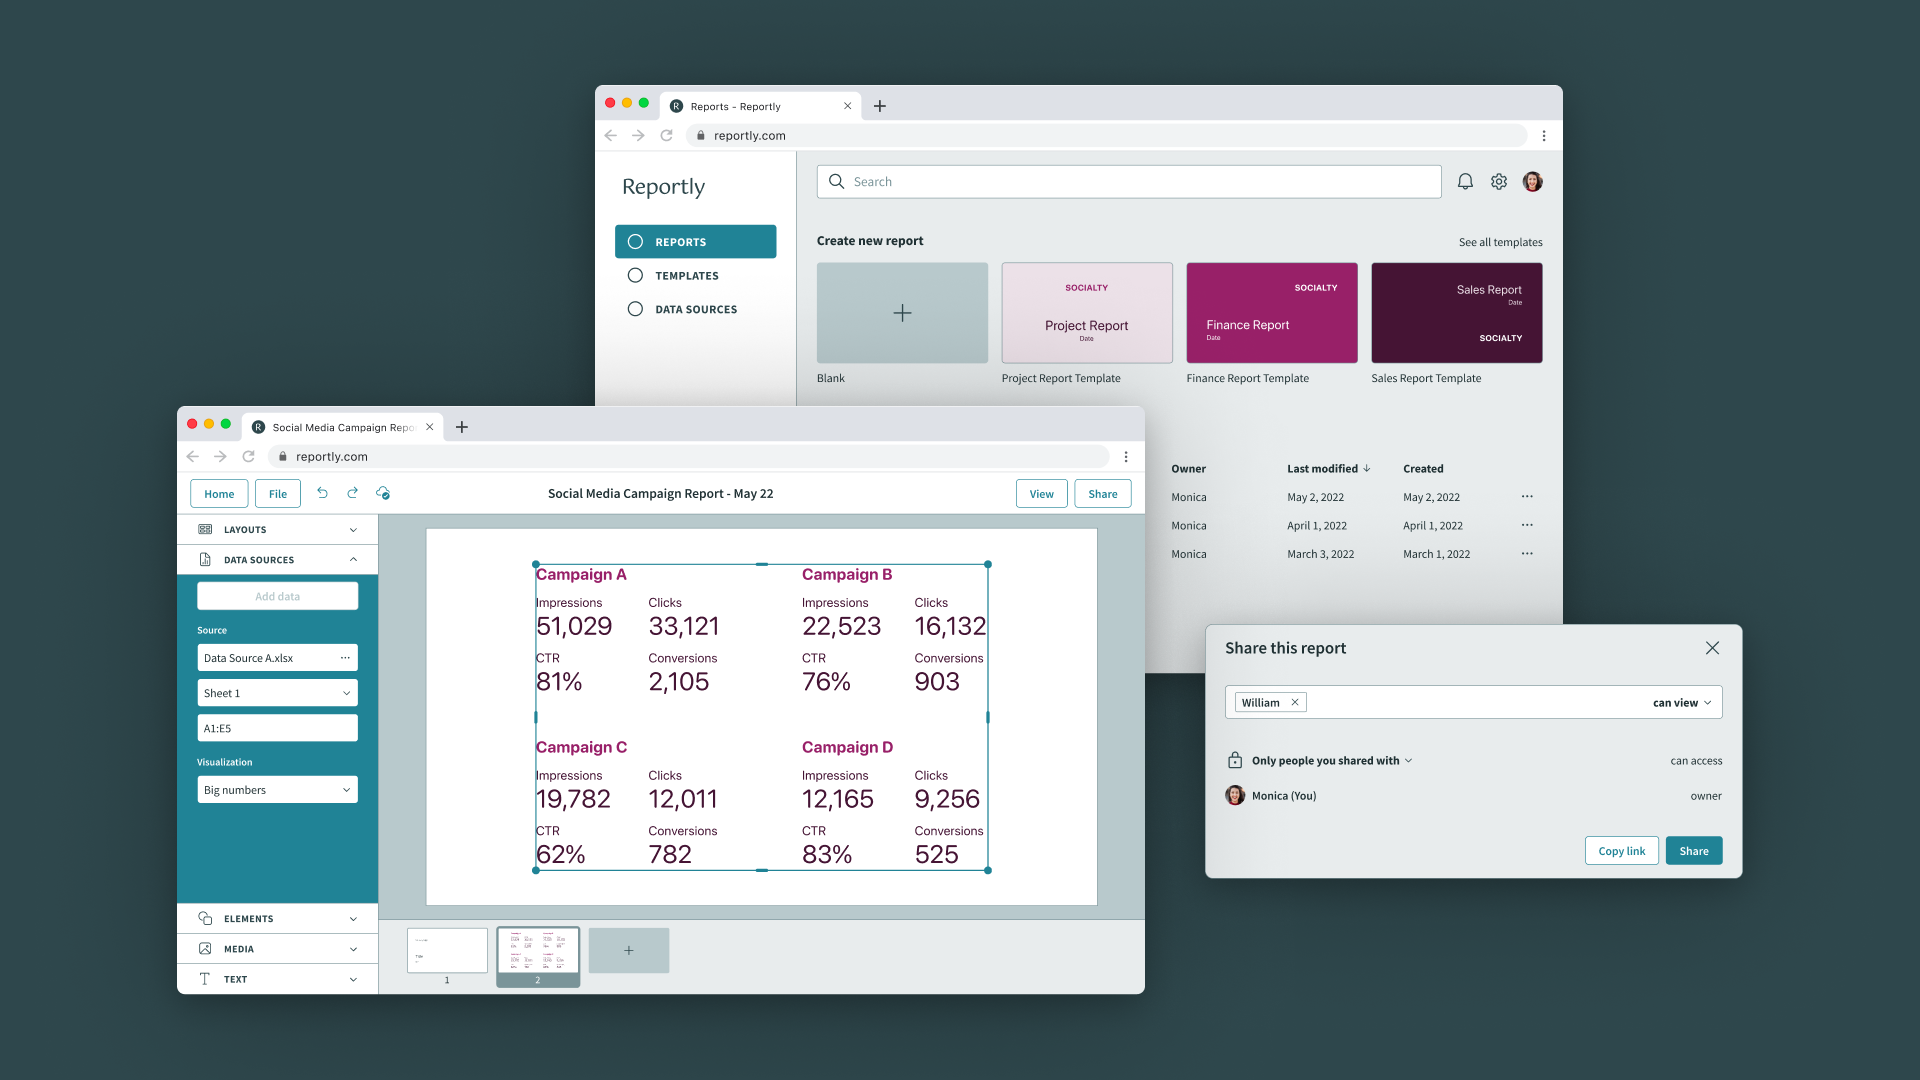 R Reports - Reportly
reportly.com
Reportly
Search
REPORTS
TEMPLATES
DATA SOURCES
Create new report
See all templates
SOCIALTY
Project Report
Date
SOCIALTY
Finance Report
Date
Sales Report
Date
SOCIALTY
Blank
Project Report Template
Finance Report Template
Sales Report Template
Owner Last modified Created
Monica May 2, 2022 May 2, 2022
Monica April 1, 2022 April 1, 2022
Monica March 3, 2022 March 1, 2022
R Social Media Campaign Repo
reportly.com
Home File
Social Media Campaign Report - May 22
View Share
LAYOUTS
DATA SOURCES
Add data
Source
Data Source A.xlsx
Sheet 1
A1:E5
Visualization
Big numbers
ELEMENTS
MEDIA
TEXT
Campaign A
Impressions Clicks
51,029 33,121
CTR Conversions
81% 2,105
Campaign B
Impressions Clicks
22,523 16,132
CTR Conversions
76% 903
Campaign C
Impressions Clicks
19,782 12,011
CTR Conversions
62% 782
Campaign D
Impressions Clicks
12,165 9,256
CTR Conversions
83% 525
1
2
Share this report
William
can view
Only people you shared with
can access
Monica (You)
owner
Copy link
Share